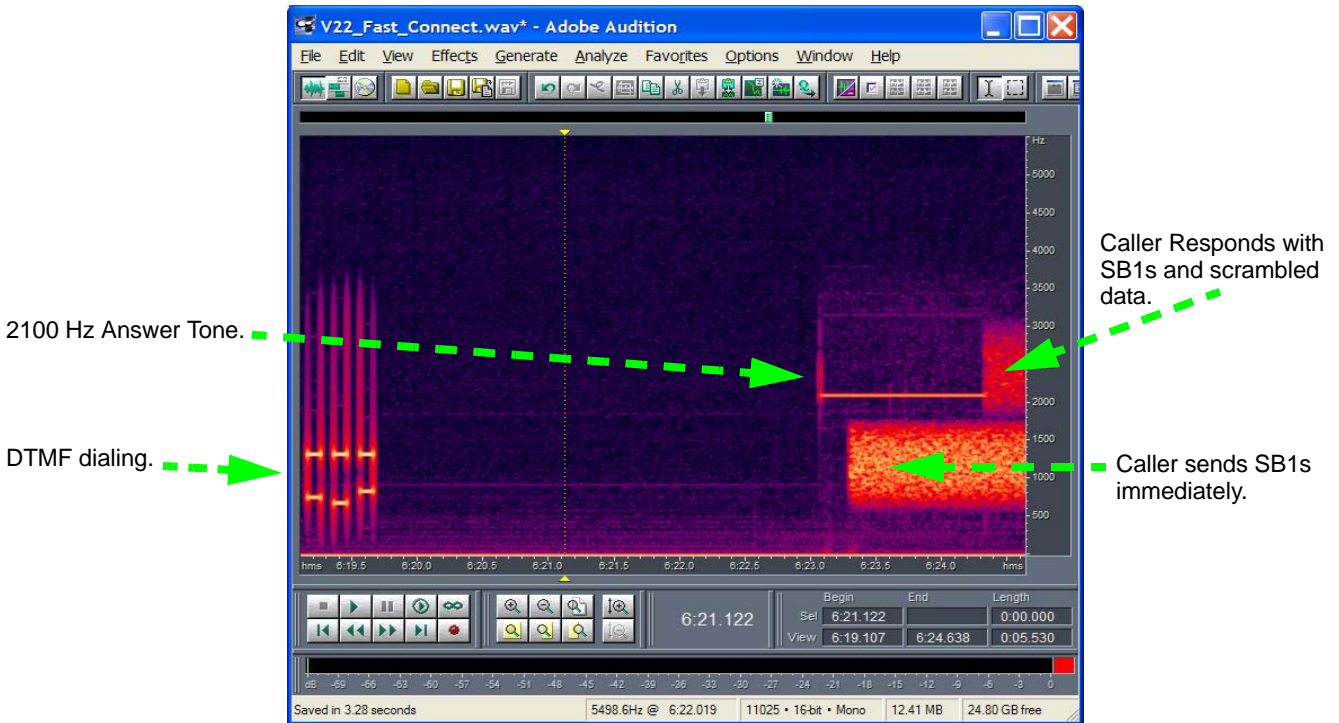 V22_Fast_Connect.wav* - Adobe Audition
File Edit View Effects Generate Analyze Favorites Options Window Help
Hz
5000
4500
4000
3500
3000
2000
1500
1000
500
2100 Hz Answer Tone.
DTMF dialing.
Caller Responds with
SB1s and scrambled
data.
Caller sends SB1s
immediately.
hms 6:19.5 6:20.0 6:20.5 6:21.0 6:21.5 6:22.0 6:22.5 6:23.0 6:23.5 6:24.0 hms
6:21.122
Begin End Length
Sel 6:21.122 0:00.000
View 6:19.107 6:24.638 0:05.530
dB -69 -66 -63 -60 -57 -54 -51 -48 -45 -42 -39 -36 -33 -30 -27 -24 -21 -18 -15 -12 -9 -6 -3 0
Saved in 3.28 seconds 5498.6Hz @ 6:22.019 11025 • 16-bit • Mono 12.41 MB 24.80 GB free